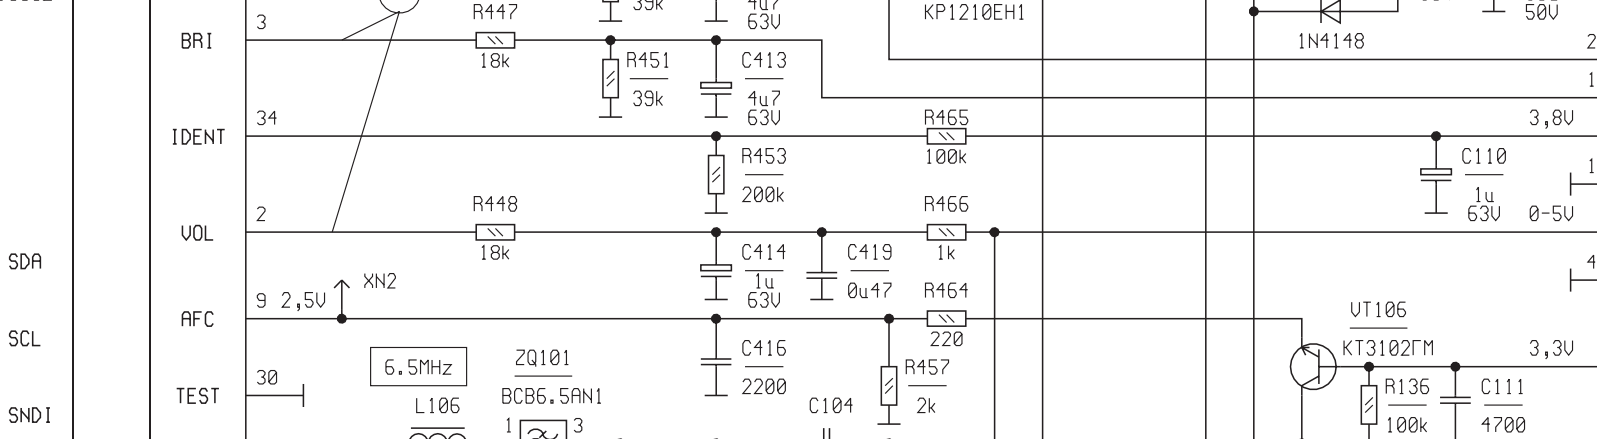 R447
39k
4u7
63V
KP1210EH1
50V
3
BRI
18k
1N4148
2
R451
39k
C413
4u7
63V
1
34
IDENT
R465
100k
3,8V
R453
200k
C110
1u
63V
1
2
VOL
R448
18k
R466
1k
0-5V
SDA
C414
1u
63V
C419
0u47
4
9 2,5V
XN2
AFC
R464
220
VT106
KT3102ГM
3,3V
SCL
6.5MHz
ZQ101
BCB6.5AN1
C416
2200
R457
2k
30
TEST
R136
100k
C111
4700
SNDI
L106
1
3
C104